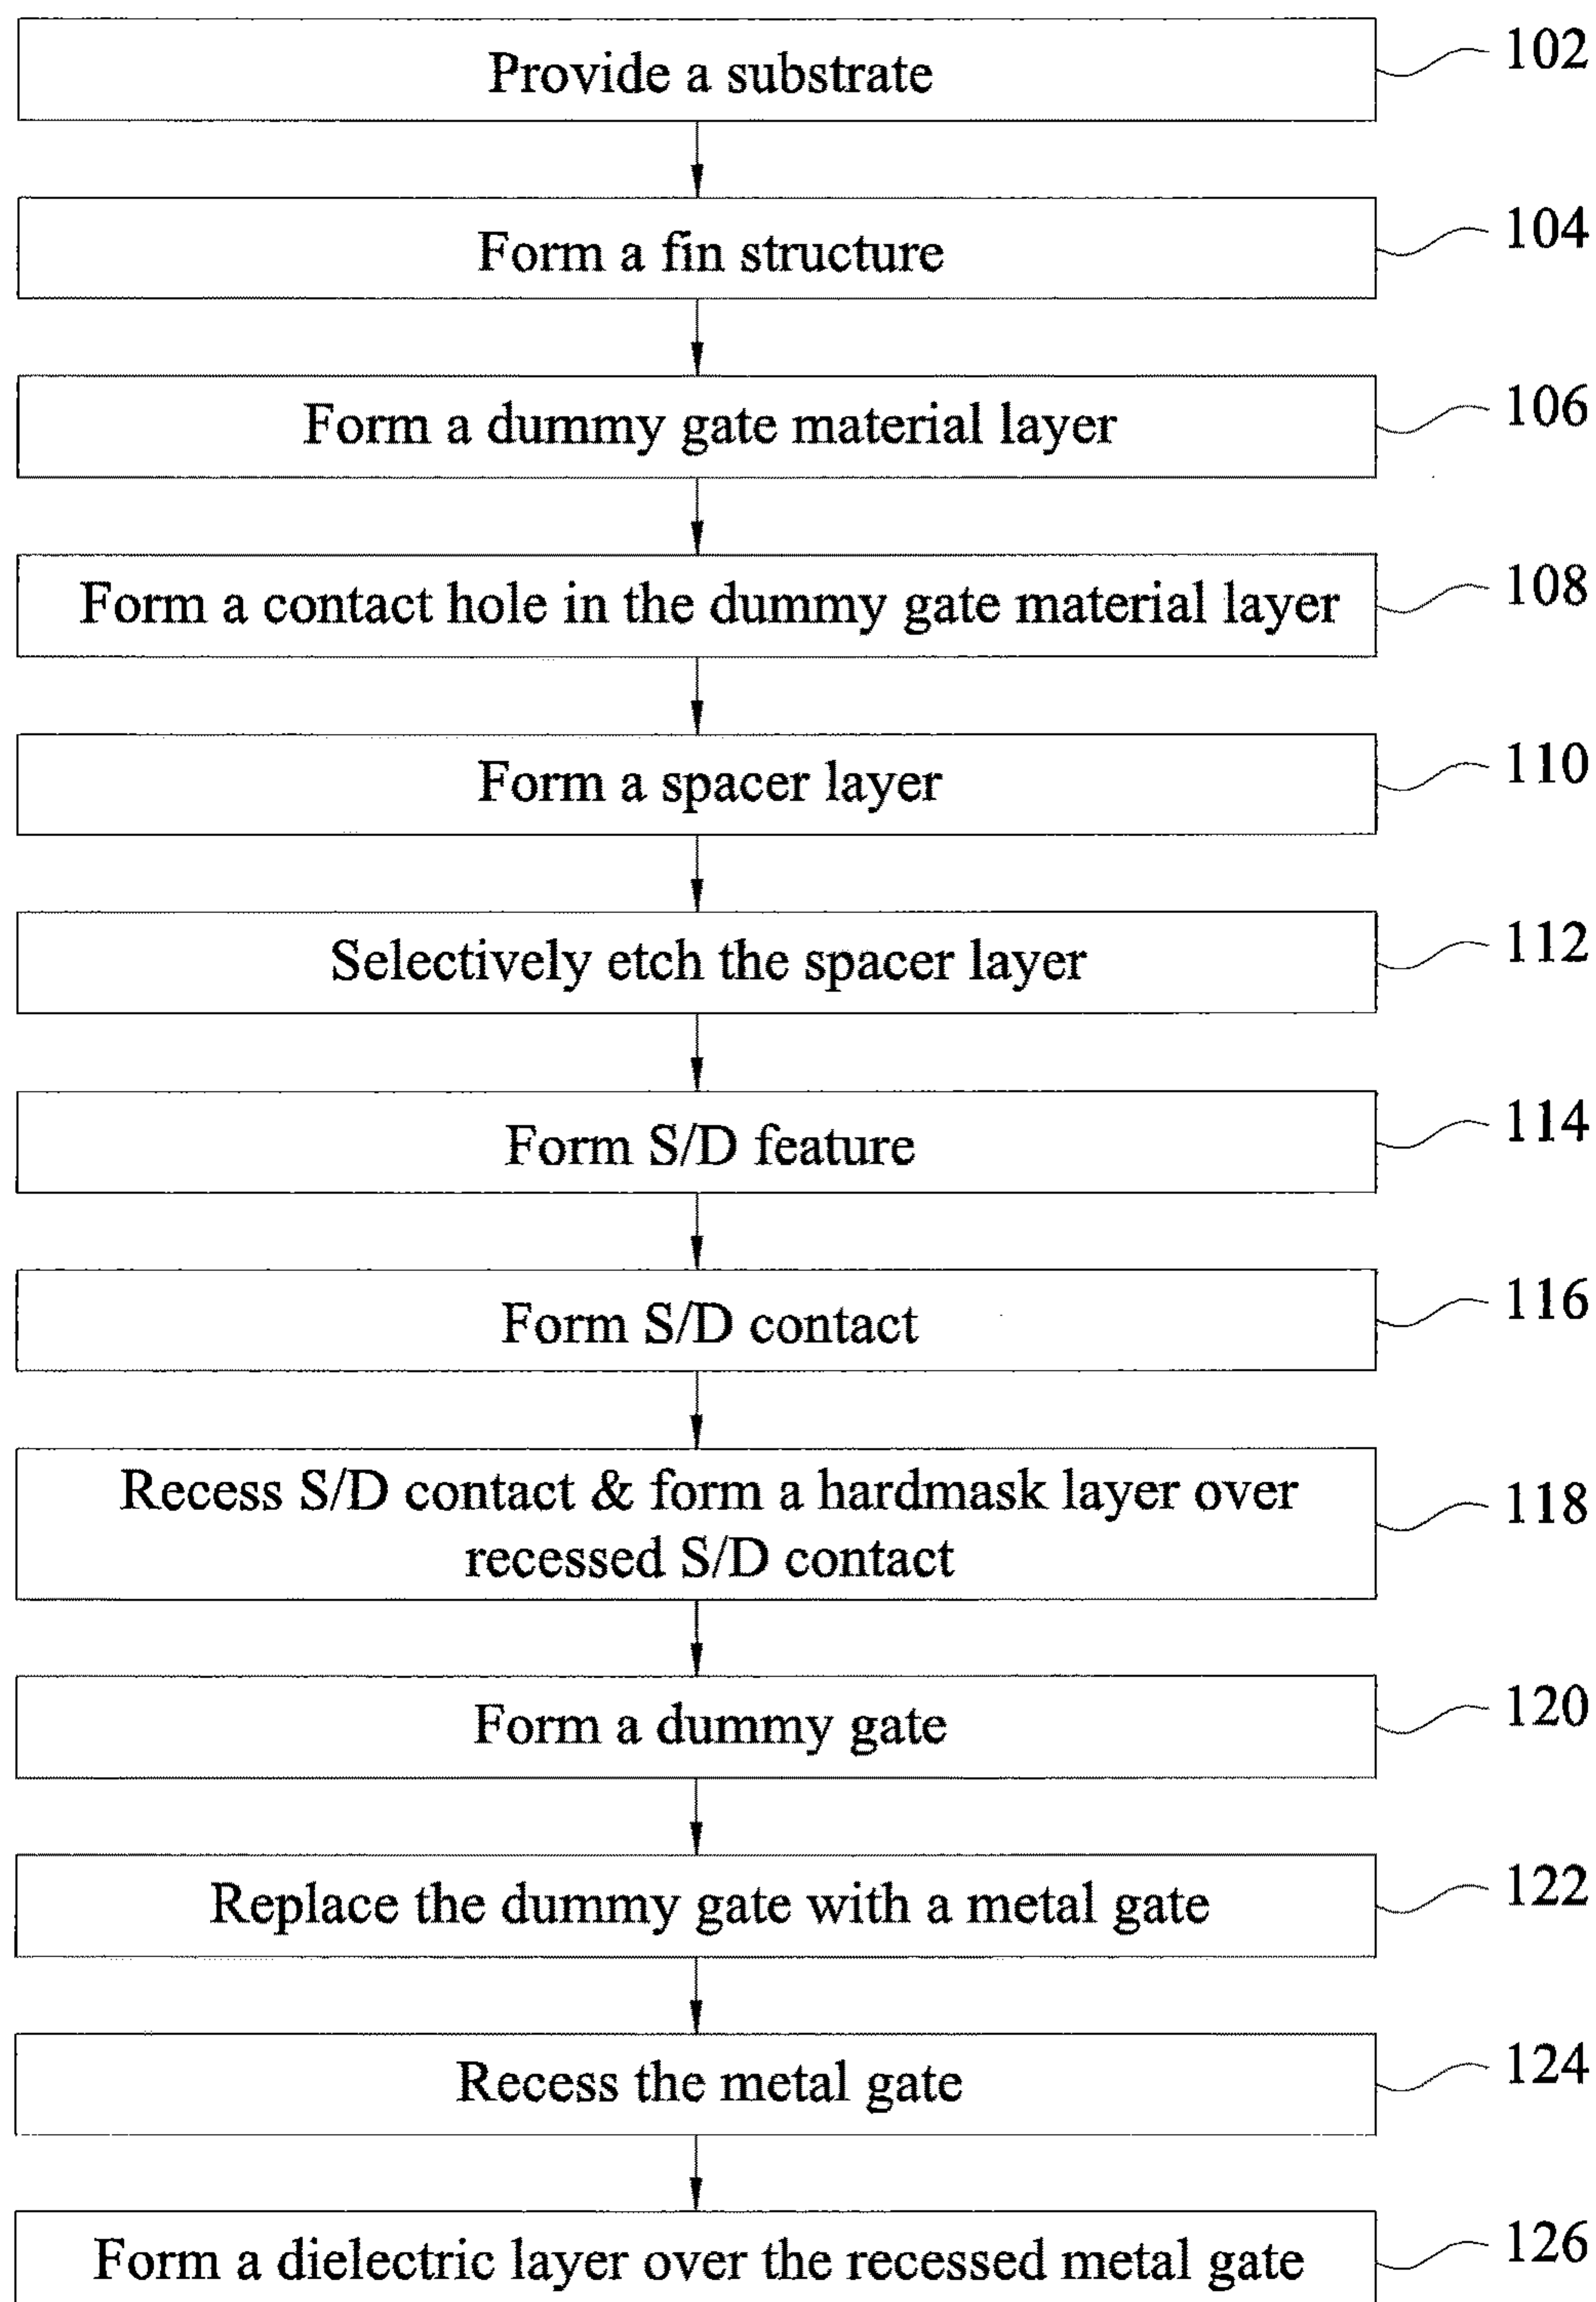 Provide a substrate 102
Form a fin structure 104
Form a dummy gate material layer 106
Form a contact hole in the dummy gate material layer 108
Form a spacer layer 110
Selectively etch the spacer layer 112
Form S/D feature 114
Form S/D contact 116
Recess S/D contact & form a hardmask layer over
recessed S/D contact
118
Form a dummy gate 120
Replace the dummy gate with a metal gate 122
Recess the metal gate 124
Form a dielectric layer over the recessed metal gate 126